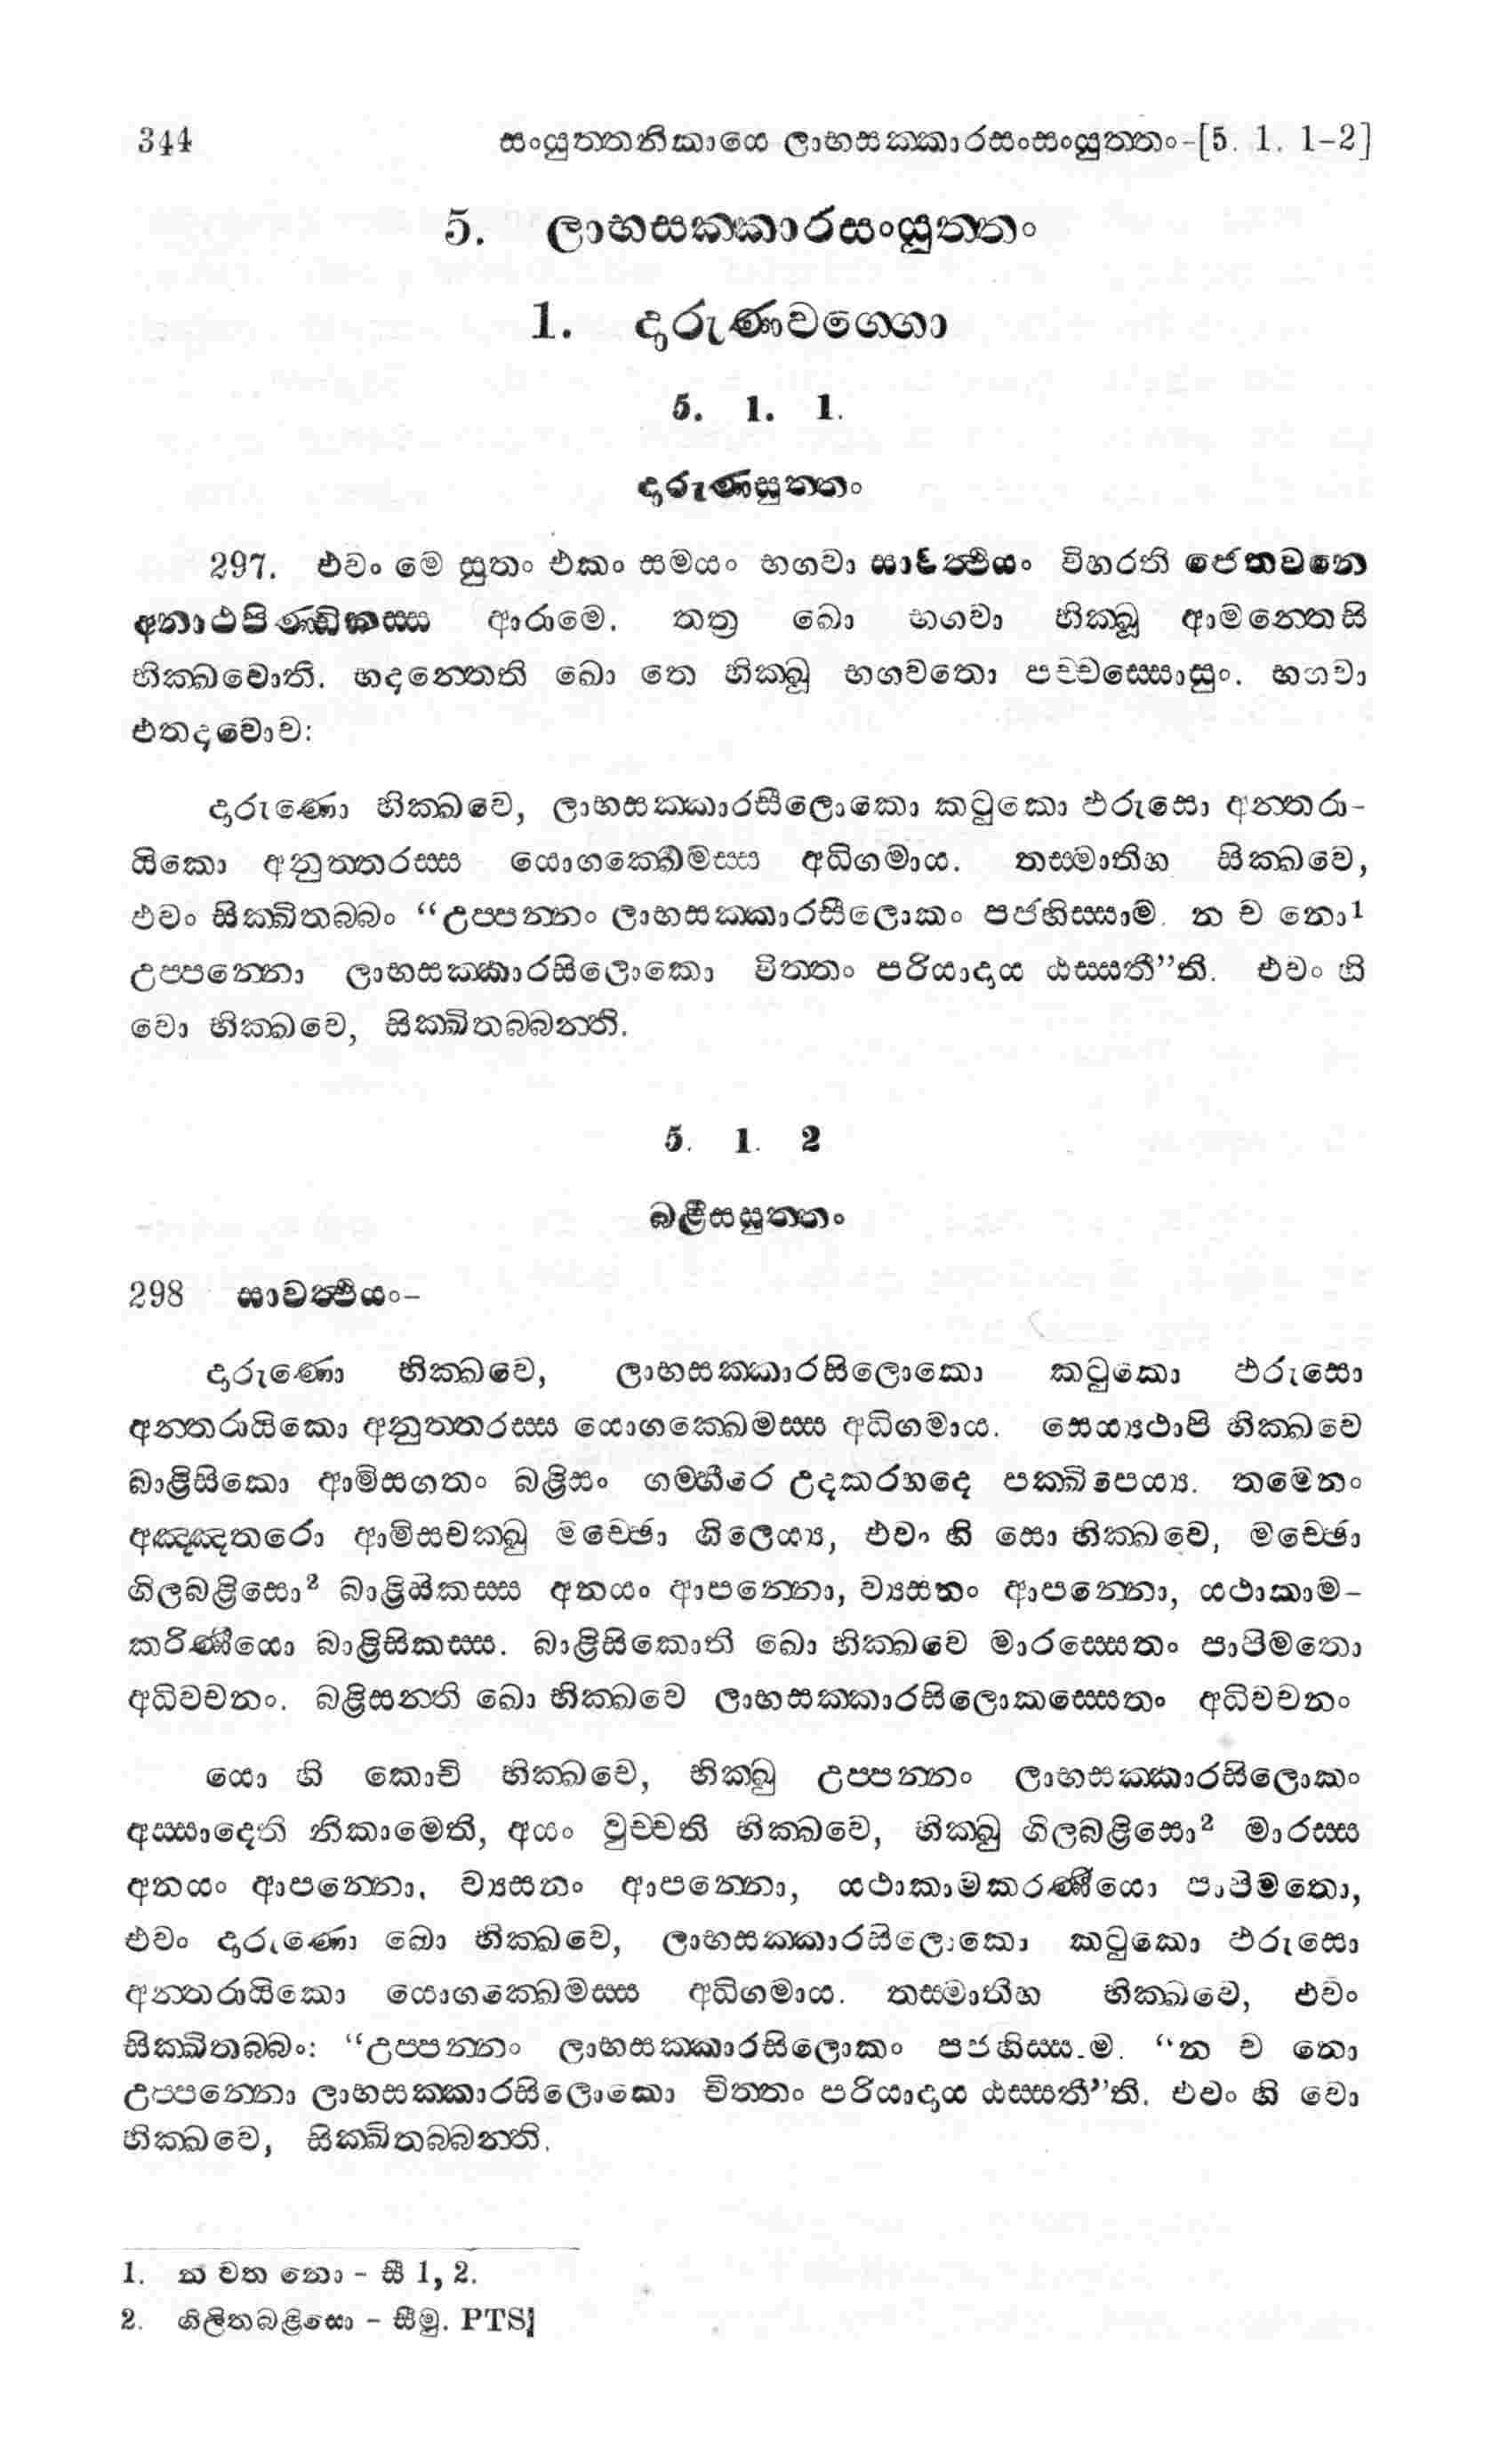 344 සංයුත්තනිකායෙ ලාභසක්කාරසංසංයුත්තං-[5. 1. 1-2]
5. ලාභසක්කාරසංයුත්තං
1. දාරුණවග්ගො
5. 1. 1.
දාරුණසුත්තං
297. එවං මෙ සුතං එකං සමයං භගවා සාවත්ථියං විහරති ජෙතවනෙ
අනාථපිණ්ඩිකස්ස ආරාමෙ. තත්‍ර ඛො භගවා භික්ඛූ ආමන්තෙසි
භික්ඛවොති. භදන්තෙති ඛො තෙ භික්ඛූ භගවතො පච්චස්සොසුං. භගවා
එතදවොච:
දාරුණො භික්ඛවෙ, ලාභසක්කාරසිලොකො කටුකො ඵරුසො අන්තරා-
යිකො අනුත්තරස්ස යොගක්ඛෙමස්ස අධිගමාය. තස්මාතිහ සික්ඛවෙ,
එවං සික්ඛිතබ්බං “උප්පන්නං ලාභසක්කාරසිලොකං පජහිස්සාම. න ච නො1
උප්පන්නො ලාභසක්කාරසිලොකො චිත්තං පරියාදාය ඨස්සතී”ති. එවං හි
වො භික්ඛවෙ, සික්ඛිතබ්බන්ති.
5. 1. 2
බළිසසුත්තං
298 සාවත්ථියං–
දාරුණො භික්ඛවෙ, ලාභසක්කාරසිලොකො කටුකො ඵරුසො
අන්තරායිකො අනුත්තරස්ස යොගක්ඛෙමස්ස අධිගමාය. සෙය්‍යථාපි භික්ඛවෙ
බාළිසිකො ආමිසගතං බළිසං ගම්භීරෙ උදකරහදෙ පක්ඛිපෙය්‍ය. තමෙනං
අඤ්ඤතරො ආමිසචක්ඛු මච්ඡො ගිලෙය්‍ය, එවං හි සො භික්ඛවෙ, මච්ඡො
ගිලබළිසො2 බාළිසිකස්ස අනයං ආපන්නො, ව්‍යසනං ආපන්නො, යථාකාම-
කරිණීයො බාළිසිකස්ස. බාළිසිකොති ඛො භික්ඛවෙ මාරස්සෙතං පාපිමතො
අධිවචනං. බළිසන්ති ඛො භික්ඛවෙ ලාභසක්කාරසිලොකස්සෙතං අධිවචනං
යො හි කොචි භික්ඛවෙ, භික්ඛු උප්පන්නං ලාභසක්කාරසිලොකං
අස්සාදෙති නිකාමෙති, අයං වුච්චති භික්ඛවෙ, භික්ඛු ගිලබළිසො2 මාරස්ස
අනයං ආපන්නො, ව්‍යසනං ආපන්නො, යථාකාමකරණීයො පාපිමතො,
එවං දාරුණො ඛො භික්ඛවෙ, ලාභසක්කාරසිලොකො කටුකො ඵරුසො
අන්තරායිකො යොගක්ඛෙමස්ස අධිගමාය. තස්මාතිහ භික්ඛවෙ, එවං
සික්ඛිතබ්බං: “උප්පන්නං ලාභසක්කාරසිලොකං පජහිස්සාම. “න ච නො
උප්පන්නො ලාභසක්කාරසිලොකො චිත්තං පරියාදාය ඨස්සතී”ති. එවං හි වො
භික්ඛවෙ, සික්ඛිතබ්බන්ති.
1. න චත නො - සී 1, 2.
2. ගිලිතබළිසො - සීමු. PTS